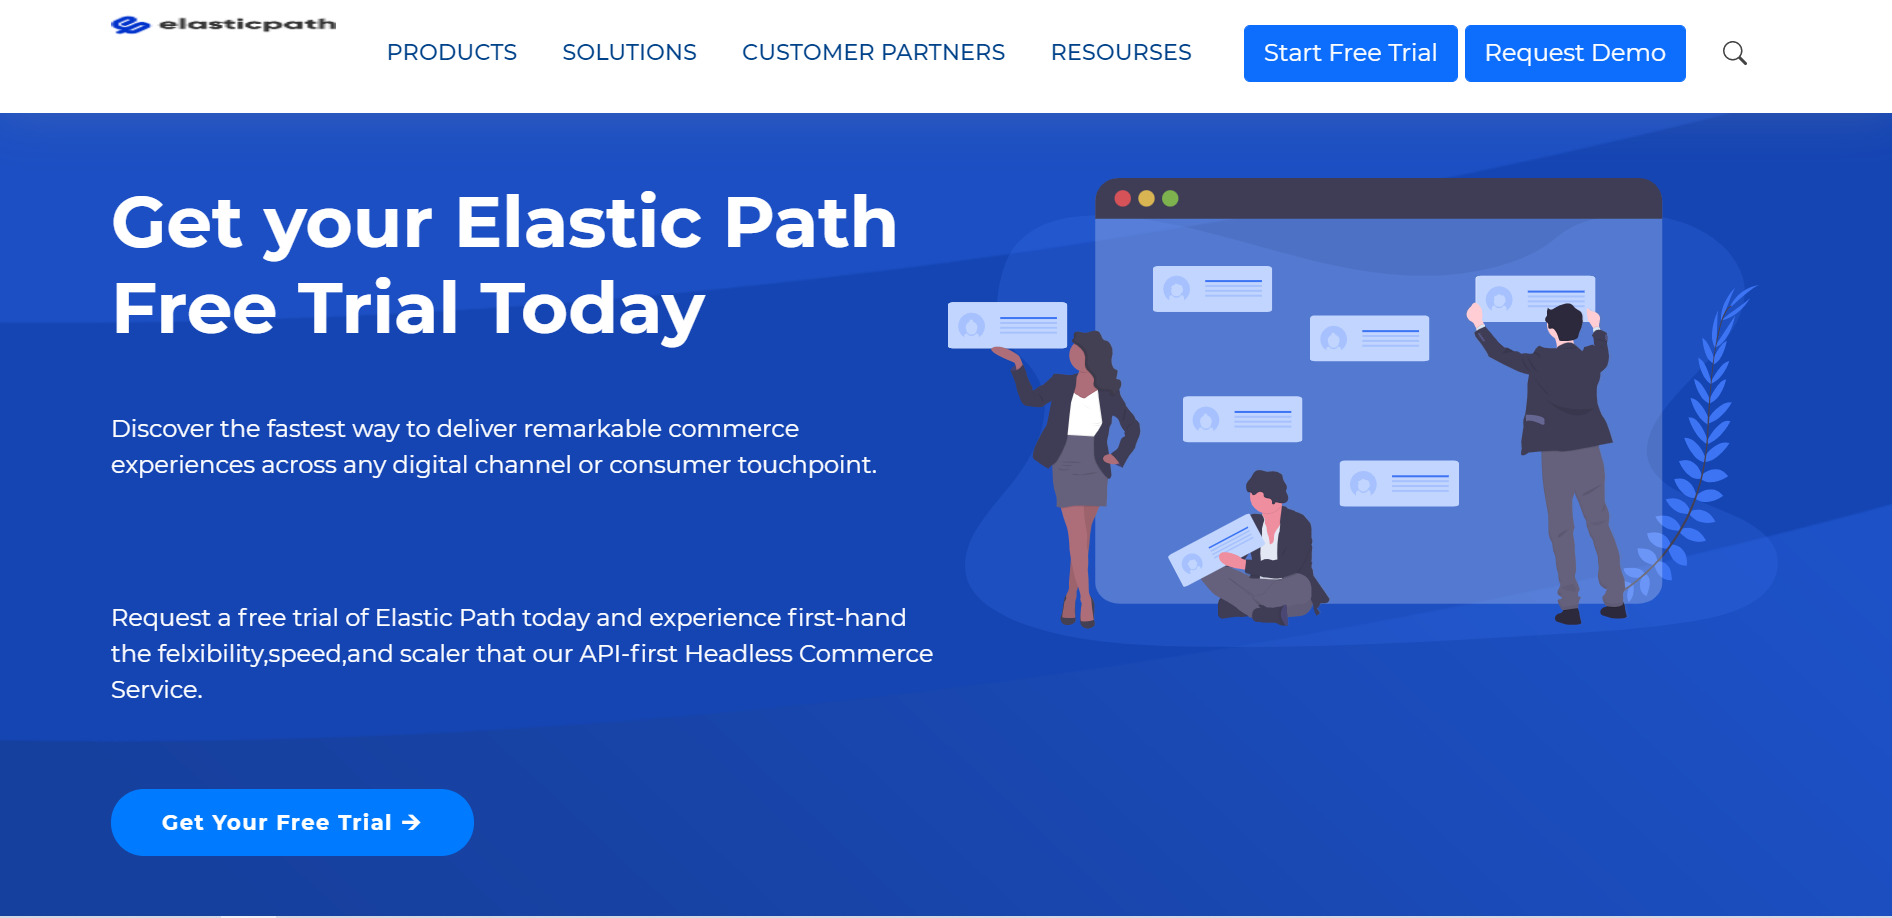 elasticpath
PRODUCTS SOLUTIONS CUSTOMER PARTNERS RESOURSES Start Free Trial Request Demo
Get your Elastic Path
Free Trial Today
Discover the fastest way to deliver remarkable commerce
experiences across any digital channel or consumer touchpoint.
Request a free trial of Elastic Path today and experience first-hand
the felxibility,speed,and scaler that our API-first Headless Commerce
Service.
Get Your Free Trial →